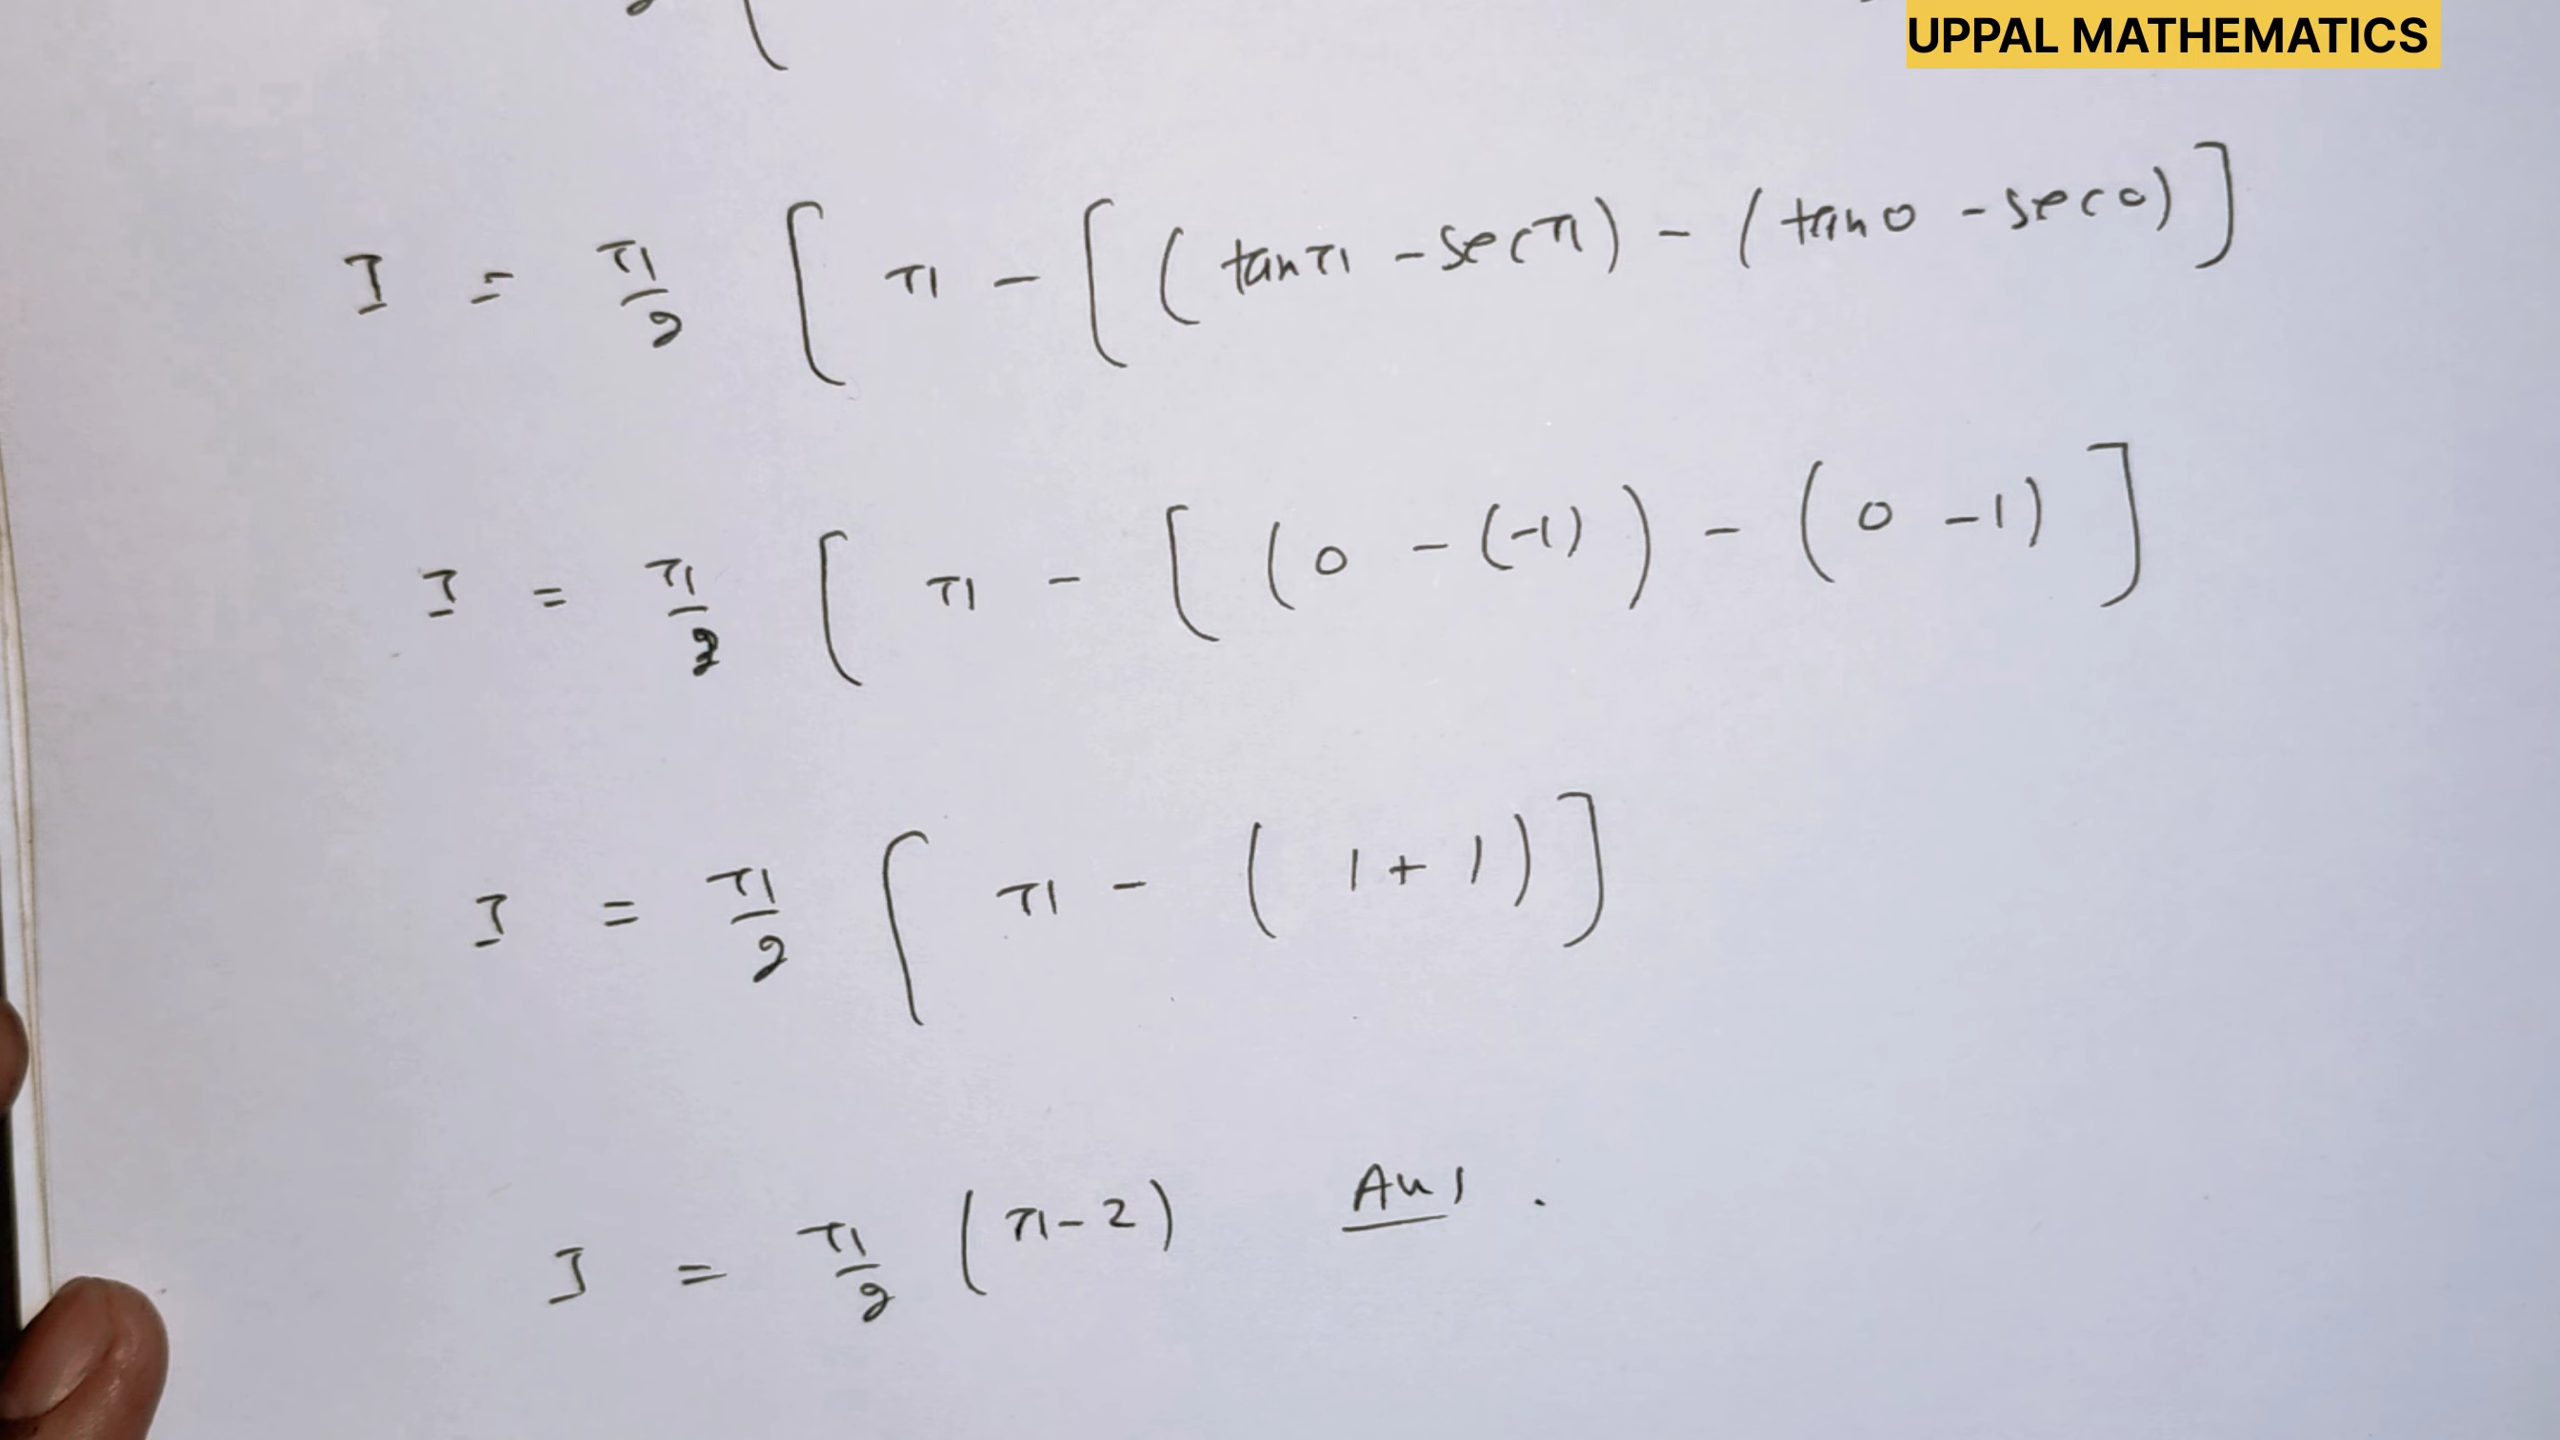 UPPAL MATHEMATICS
I = π/2 [ π - [ ( tan π - sec π ) - ( tan 0 - sec 0 ) ]
I = π/2 [ π - [ ( 0 - (-1) ) - ( 0 - 1 ) ]
I = π/2 [ π - ( 1 + 1 ) ]
I = π/2 ( π - 2 ) Ans .